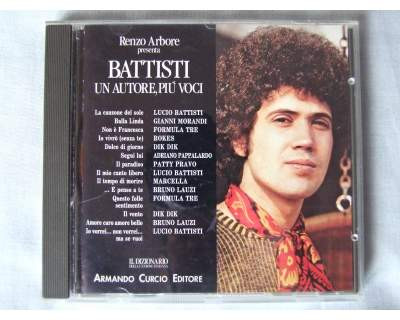 Renzo Arbore
presenta
BATTISTI
UN AUTORE, PIÙ VOCI
La canzone del sole LUCIO BATTISTI
Balla Linda GIANNI MORANDI
Non è Francesca FORMULA TRE
Io vivrò (senza te) ROKES
Dolce di giorno DIK DIK
Segui lui ADRIANO PAPPALARDO
Il paradiso PATTY PRAVO
Il mio canto libero LUCIO BATTISTI
Il tempo di morire MARCELLA
... E penso a te BRUNO LAUZI
Questo folle FORMULA TRE
sentimento
Il vento DIK DIK
Amore caro amore bello BRUNO LAUZI
Io vorrei... non vorrei... LUCIO BATTISTI
ma se vuoi
IL DIZIONARIO
DELLA CANZONE ITALIANA
ARMANDO CURCIO EDITORE